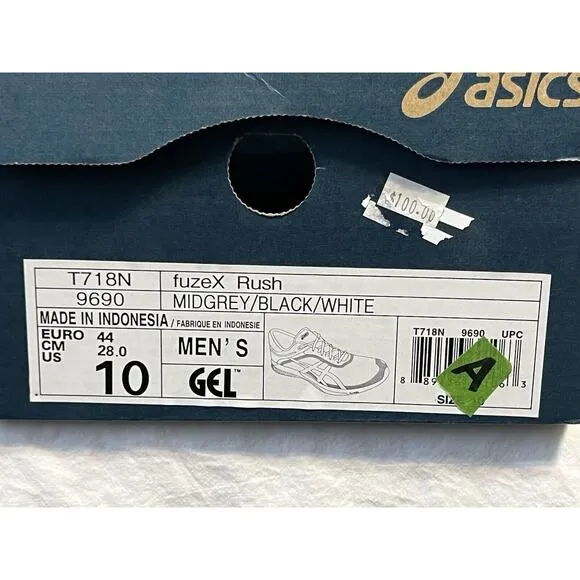 asics
$100.00
T718N fuzeX Rush
9690 MIDGREY/BLACK/WHITE
MADE IN INDONESIA / FABRIQUE EN INDONESIE
EURO 44
CM 28.0
US 10
MEN'S
GEL™
T718N 9690 UPC
A